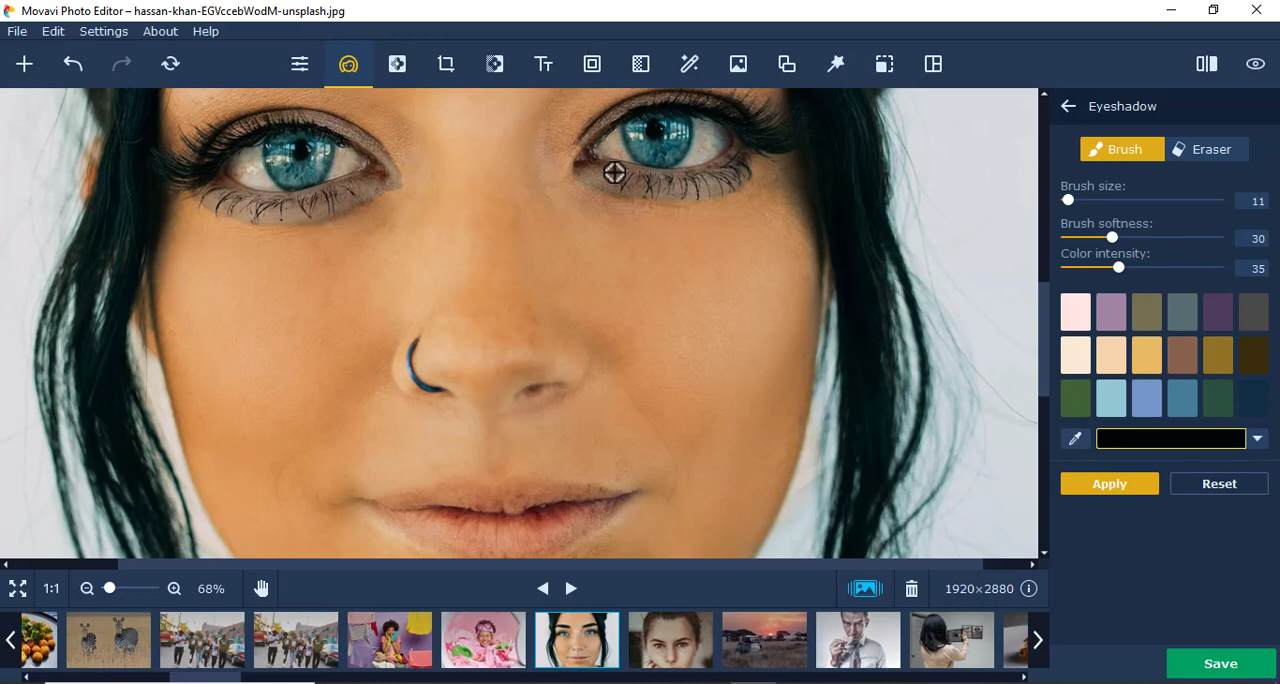 Movavi Photo Editor – hassan-khan-EGVccebWodM-unsplash.jpg
File Edit Settings About Help
Eyeshadow
Brush Eraser
Brush size:
11
Brush softness:
30
Color intensity:
35
Apply Reset
1:1 68% 1920×2880
Save